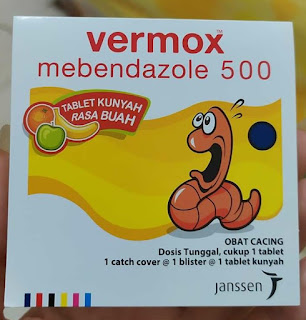 vermox™
mebendazole 500
TABLET KUNYAH
RASA BUAH
OBAT CACING
Dosis Tunggal, cukup 1 tablet
1 catch cover @ 1 blister @ 1 tablet kunyah
janssen